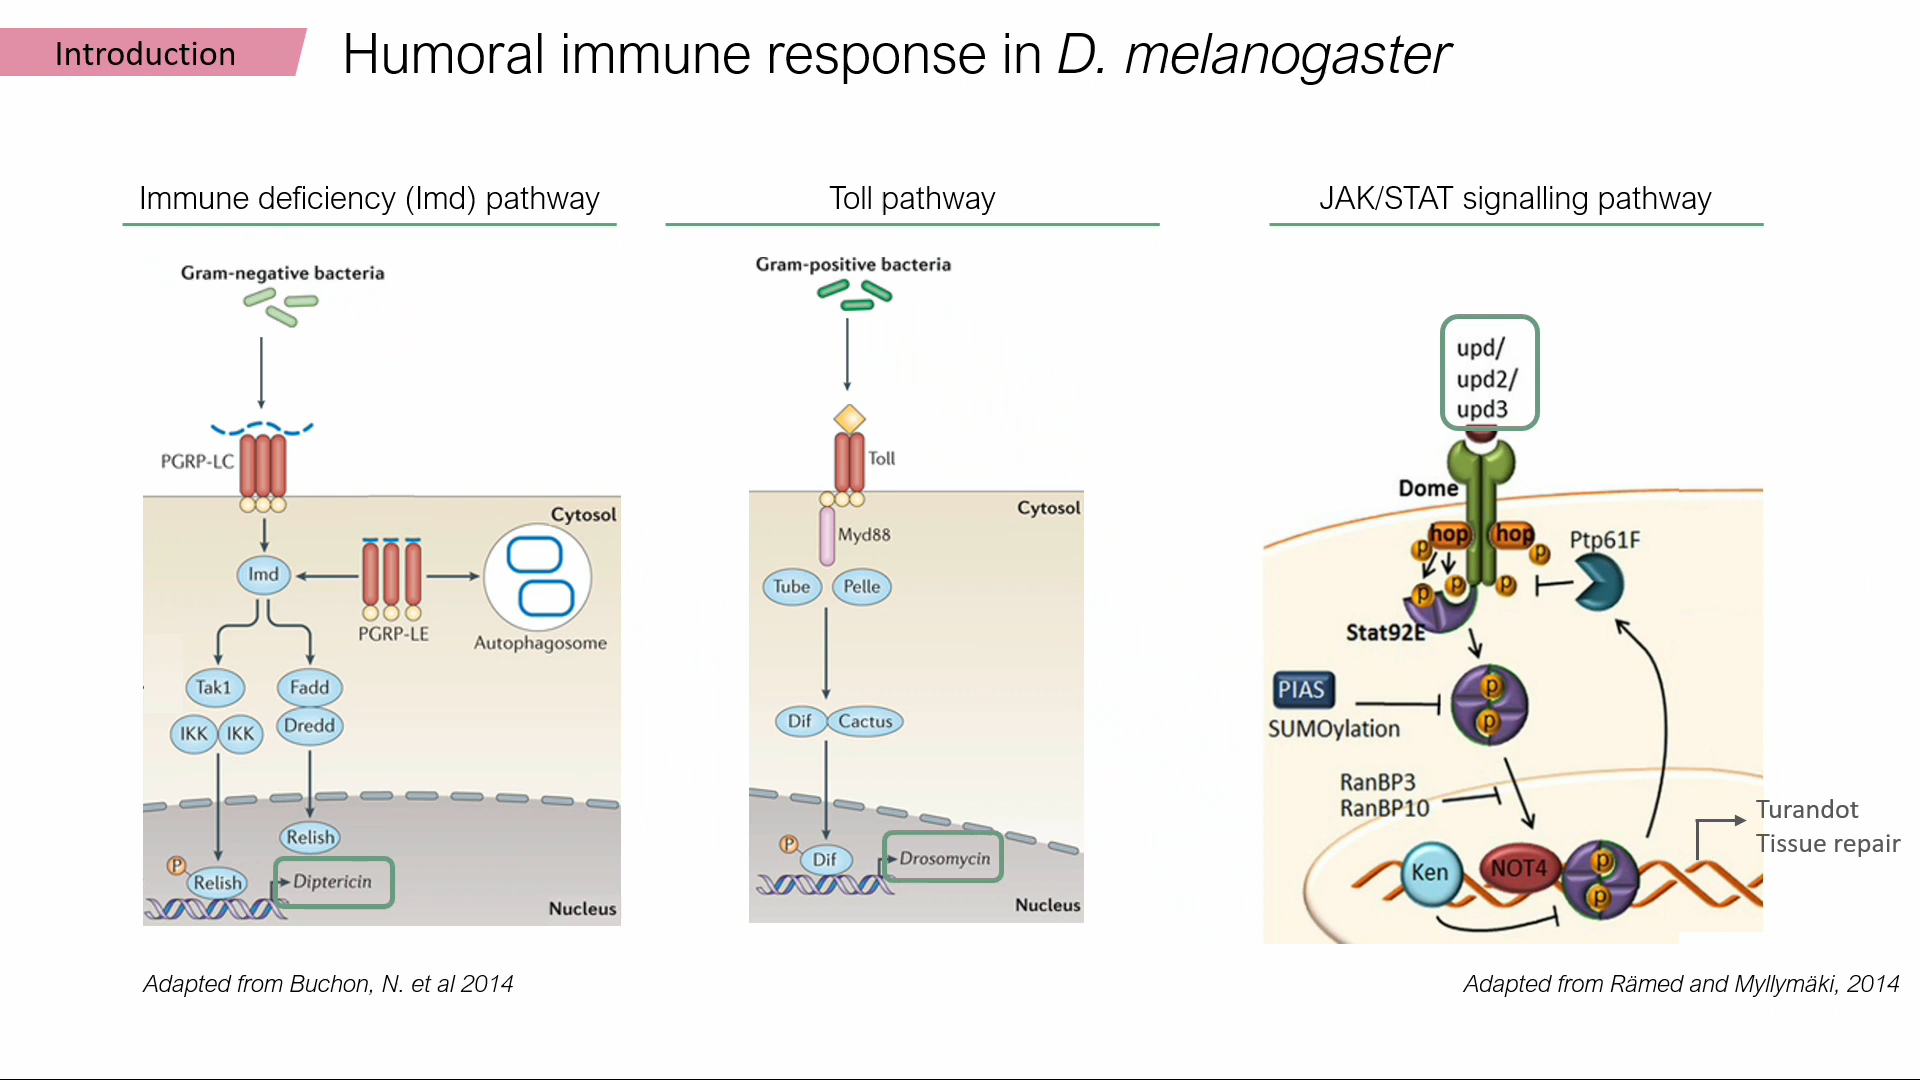 Introduction
Humoral immune response in D. melanogaster
Immune deficiency (Imd) pathway
Gram-negative bacteria
PGRP-LC
Cytosol
Imd
PGRP-LE
Autophagosome
Tak1
Fadd
IKK
IKK
Dredd
Relish
P
Relish
Diptericin
Nucleus
Adapted from Buchon, N. et al 2014
Toll pathway
Gram-positive bacteria
Toll
Cytosol
Myd88
Tube
Pelle
Dif
Cactus
P
Dif
Drosomycin
Nucleus
JAK/STAT signalling pathway
upd/
upd2/
upd3
Dome
hop
hop
p
p
Ptp61F
p
p
p
Stat92E
PIAS
SUMOylation
p
p
RanBP3
RanBP10
Turandot
Tissue repair
Ken
NOT4
p
p
Adapted from Rämed and Myllymäki, 2014